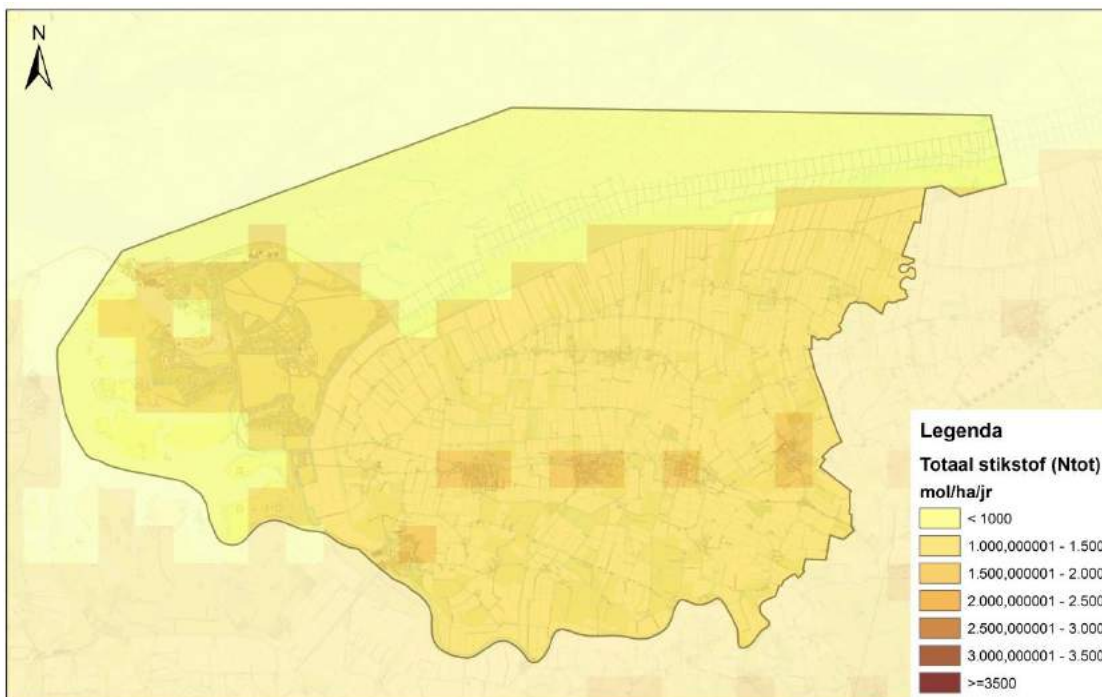 N
Legenda
Totaal stikstof (Ntot)
mol/ha/jr
< 1000
1.000,000001 - 1.500
1.500,000001 - 2.000
2.000,000001 - 2.500
2.500,000001 - 3.000
3.000,000001 - 3.500
>=3500